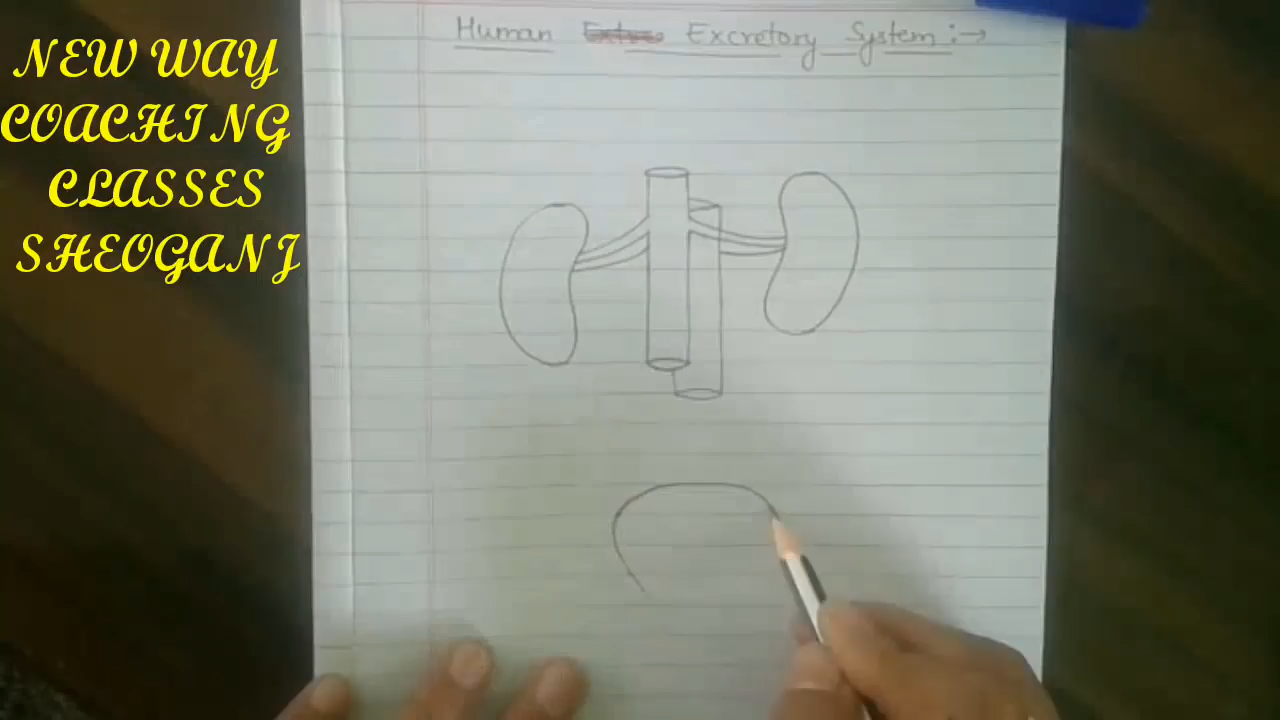 NEW WAY
COACHING
CLASSES
SHEOGANJ
Human Excretory System :→